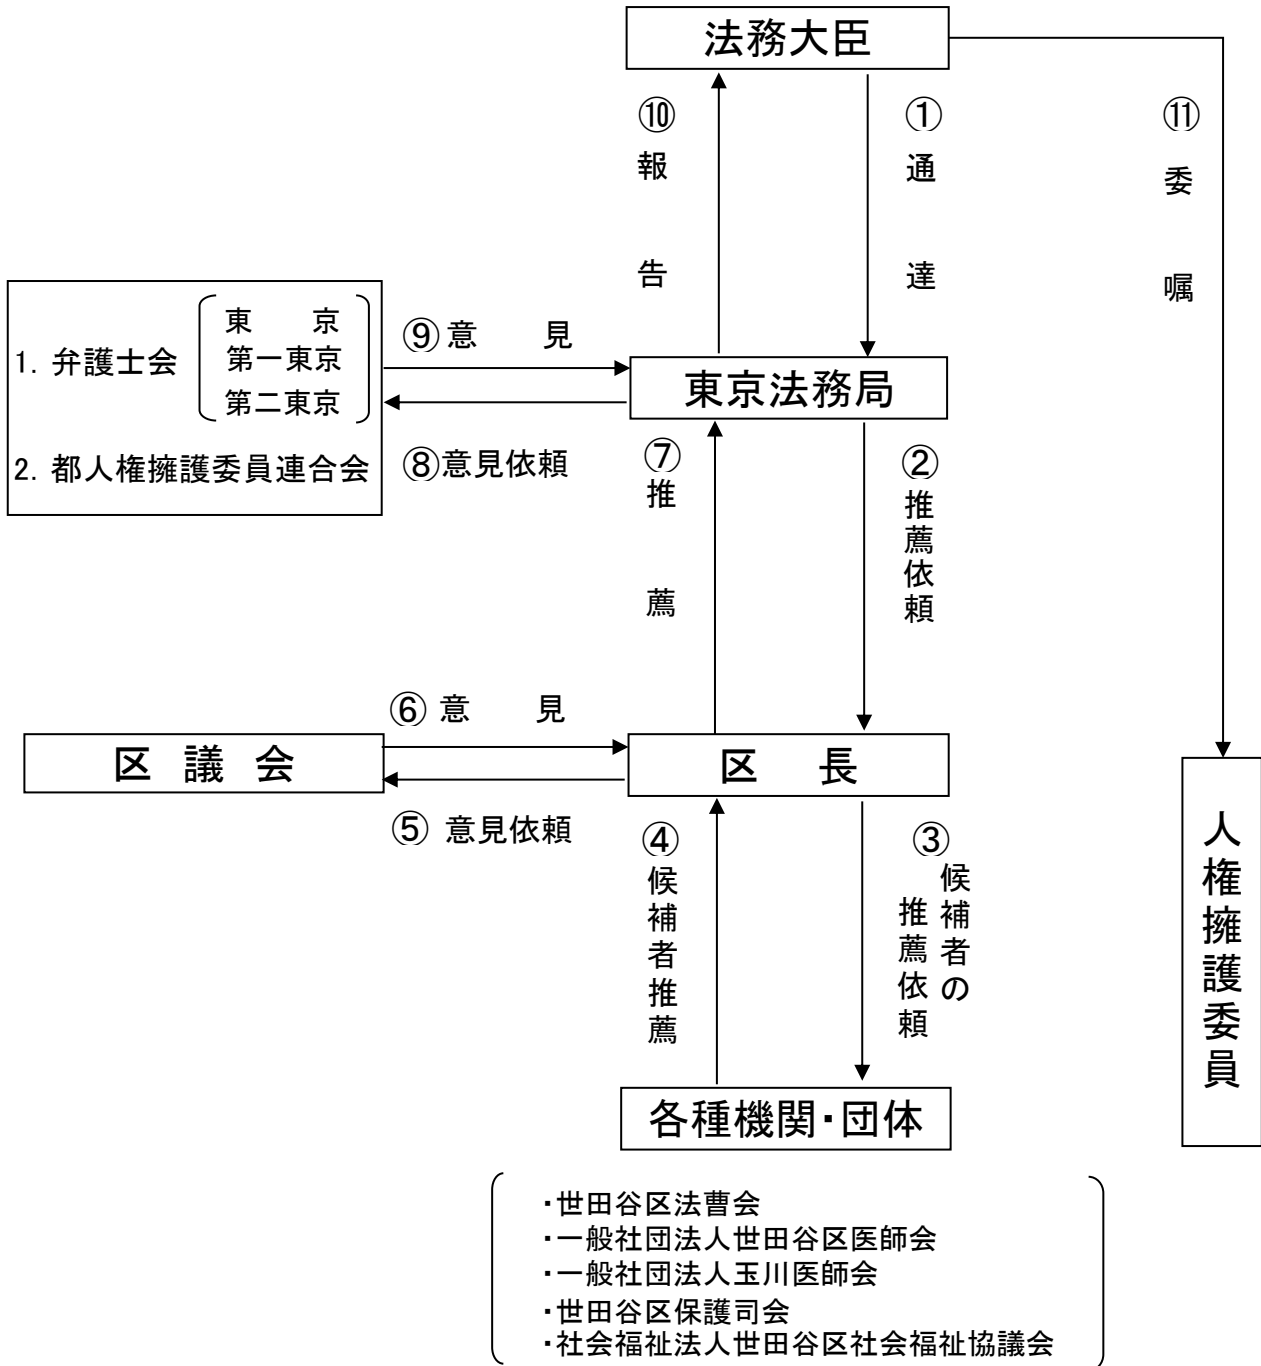 法務大臣
⑩報告
①通達
⑪委嘱
1. 弁護士会
東　京
第一東京
第二東京
2. 都人権擁護委員連合会
⑨意　見
東京法務局
⑧意見依頼
⑦推薦
②推薦依頼
⑥意　見
区議会
区長
⑤意見依頼
④候補者推薦
③候補者の
推薦依頼
人権擁護委員
各種機関・団体
・世田谷区法曹会
・一般社団法人世田谷区医師会
・一般社団法人玉川医師会
・世田谷区保護司会
・社会福祉法人世田谷区社会福祉協議会